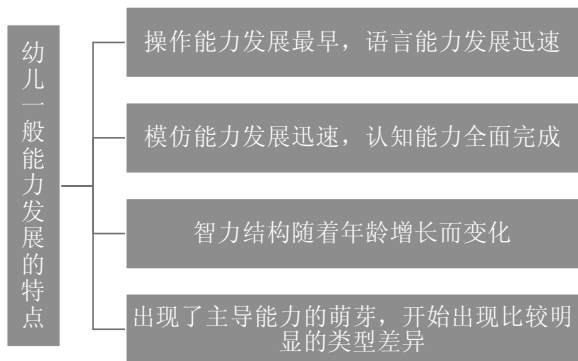 幼儿一般能力发展的特点
操作能力发展最早，语言能力发展迅速
模仿能力发展迅速，认知能力全面完成
智力结构随着年龄增长而变化
出现了主导能力的萌芽，开始出现比较明
显的类型差异